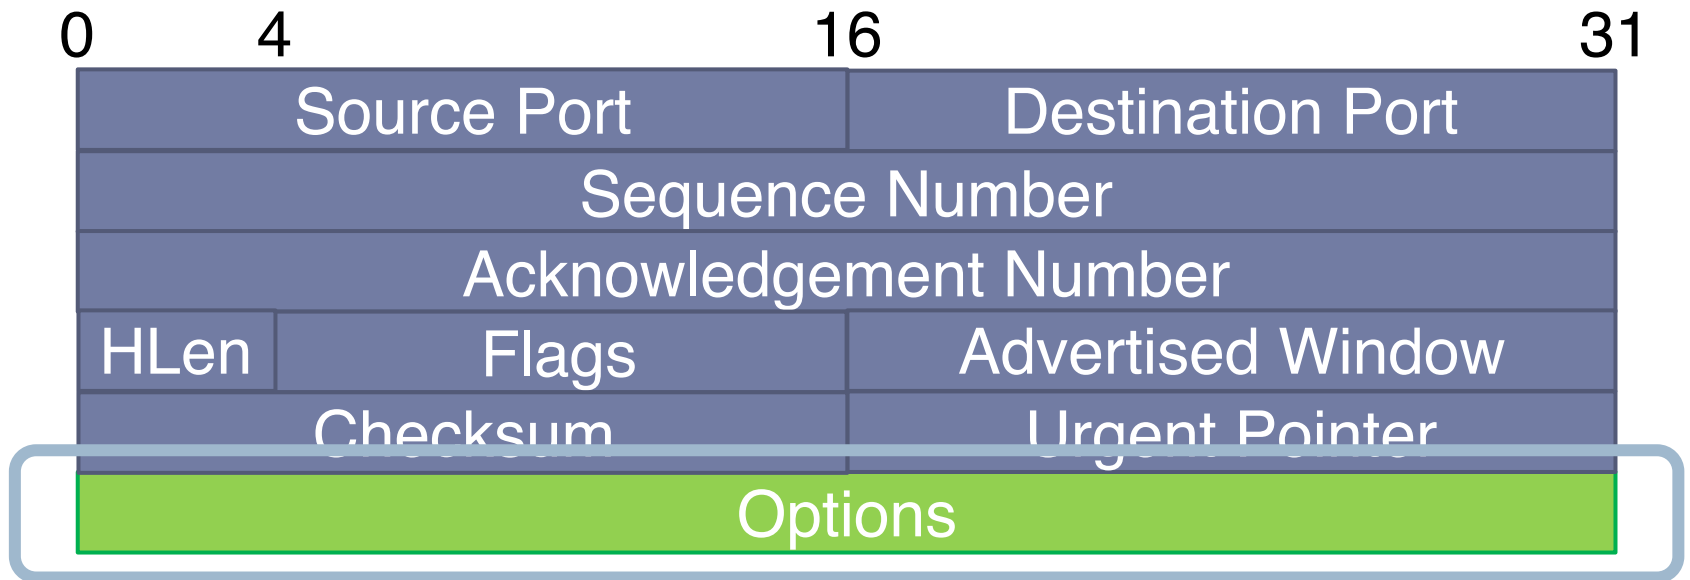 0 4 16 31
Source Port Destination Port
Sequence Number
Acknowledgement Number
HLen Flags Advertised Window
Checksum Urgent Pointer
Options